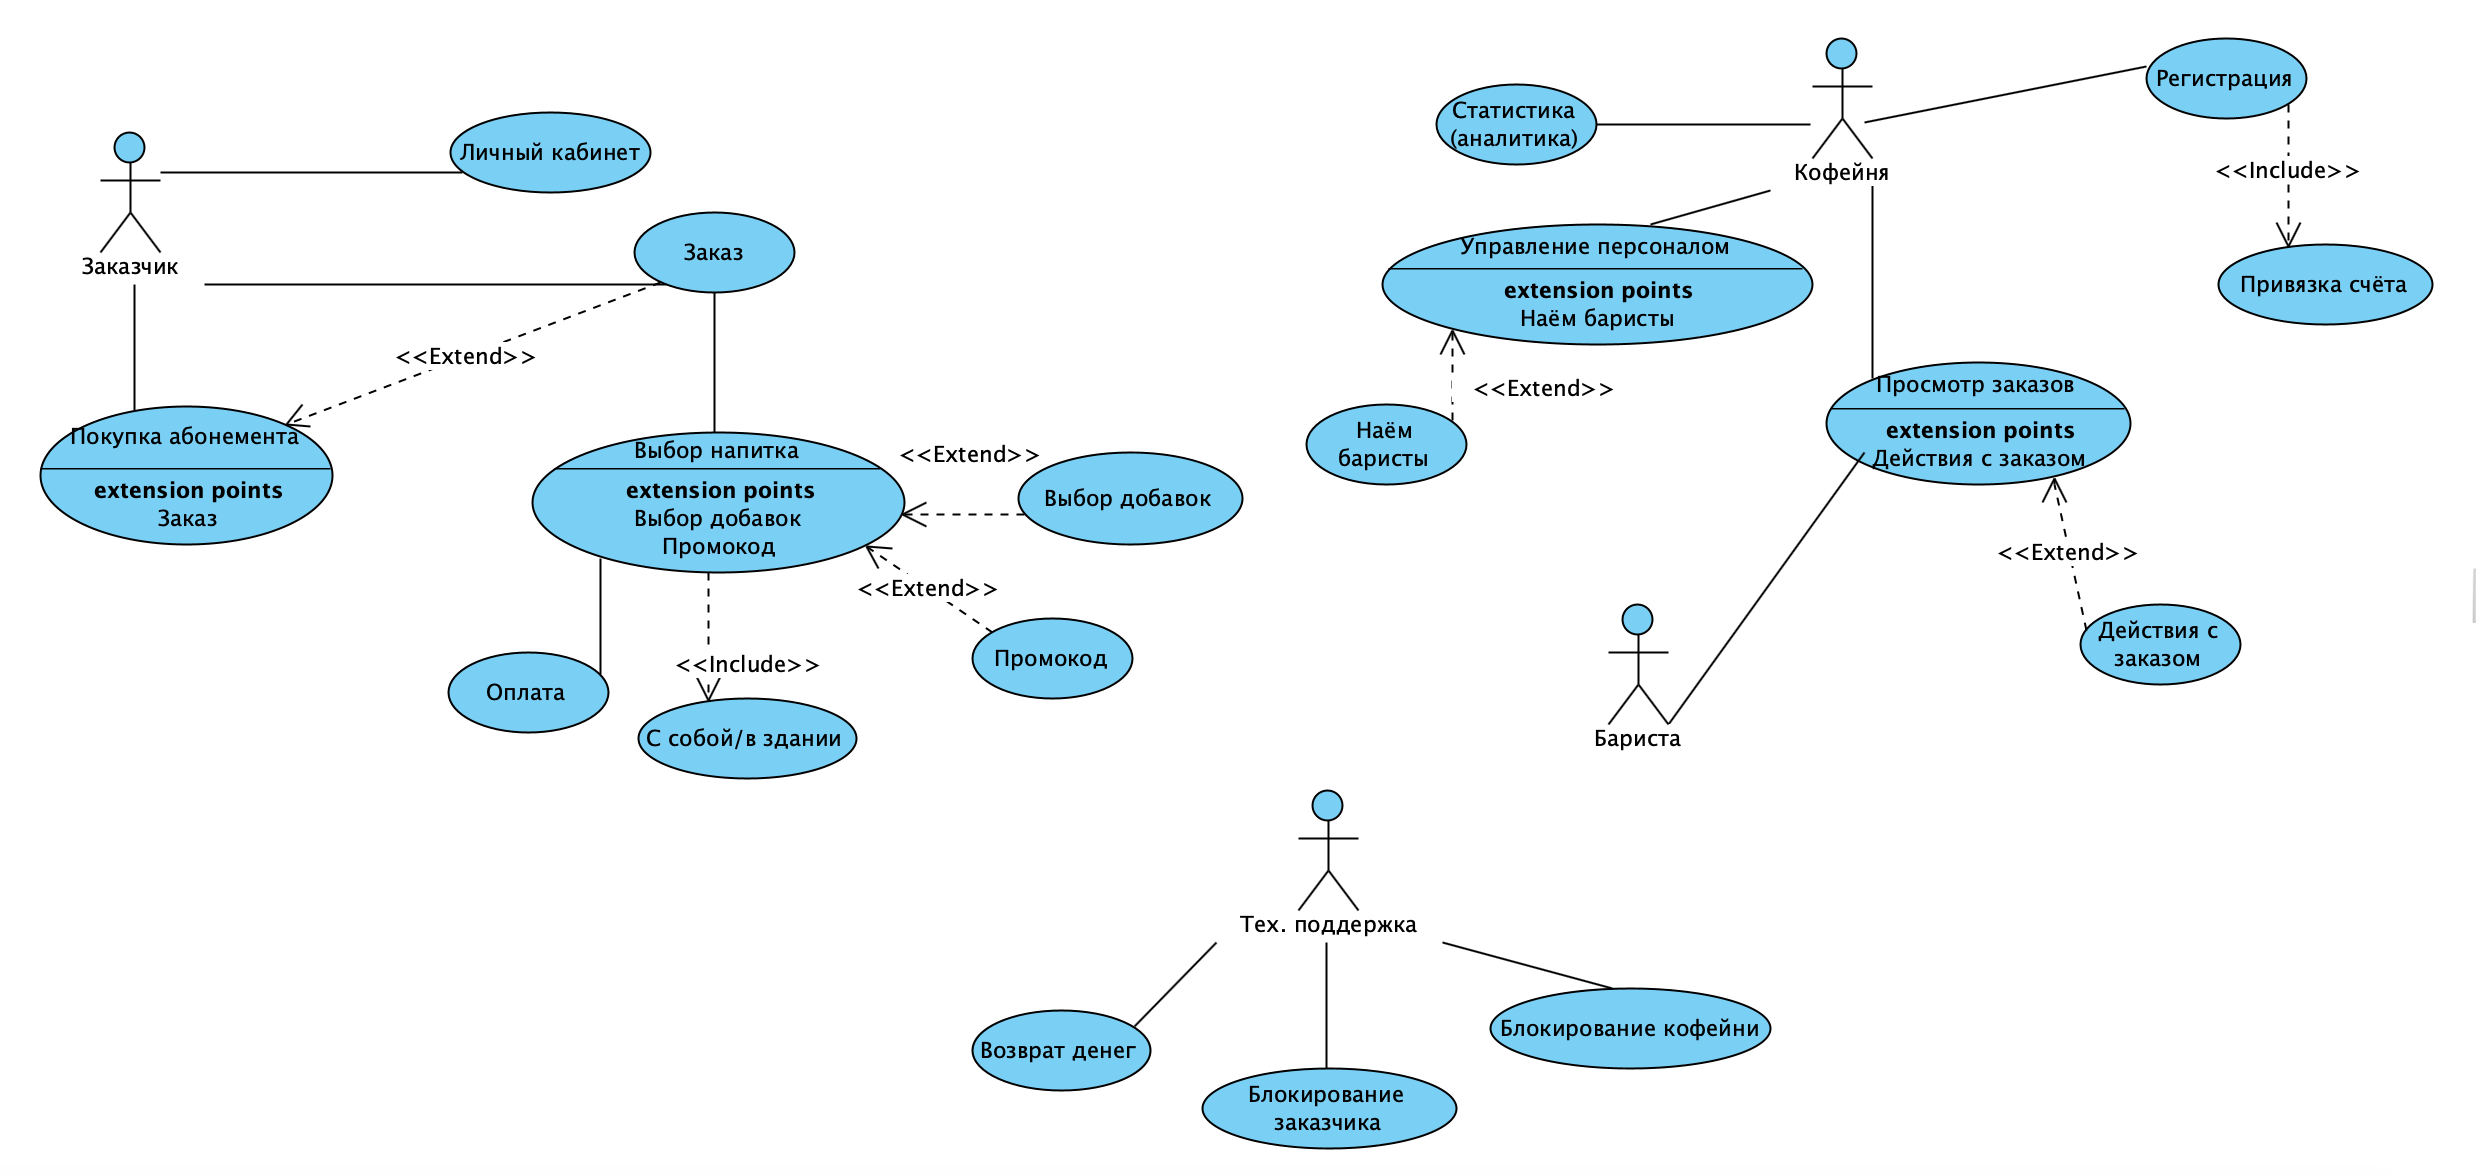 Заказчик
Личный кабинет
Заказ
<<Extend>>
Покупка абонемента
extension points
Заказ
Выбор напитка
extension points
Выбор добавок
Промокод
<<Extend>>
Выбор добавок
<<Extend>>
Промокод
<<Include>>
Оплата
С собой/в здании
Кофейня
Статистика
(аналитика)
Регистрация
<<Include>>
Привязка счёта
Управление персоналом
extension points
Наём баристы
<<Extend>>
Наём
баристы
Просмотр заказов
extension points
Действия с заказом
<<Extend>>
Действия с
заказом
Бариста
Тех. поддержка
Возврат денег
Блокирование
заказчика
Блокирование кофейни